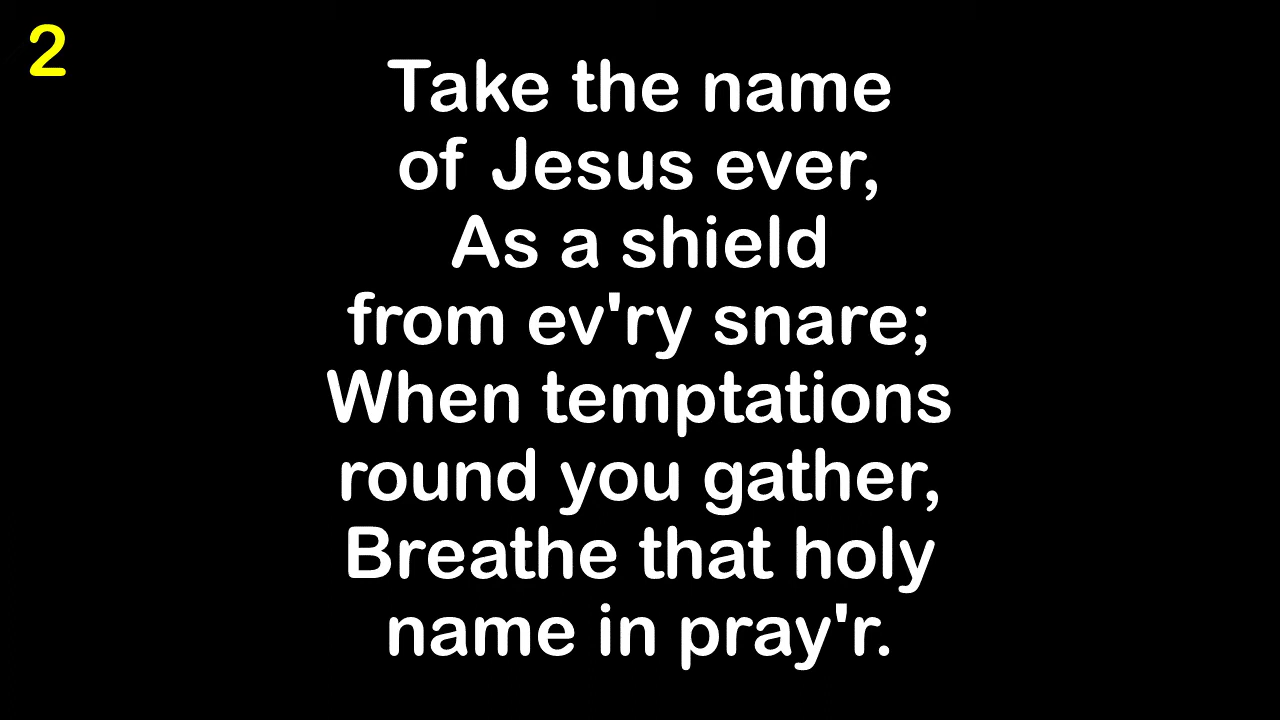 2
Take the name
of Jesus ever,
As a shield
from ev'ry snare;
When temptations
round you gather,
Breathe that holy
name in pray'r.